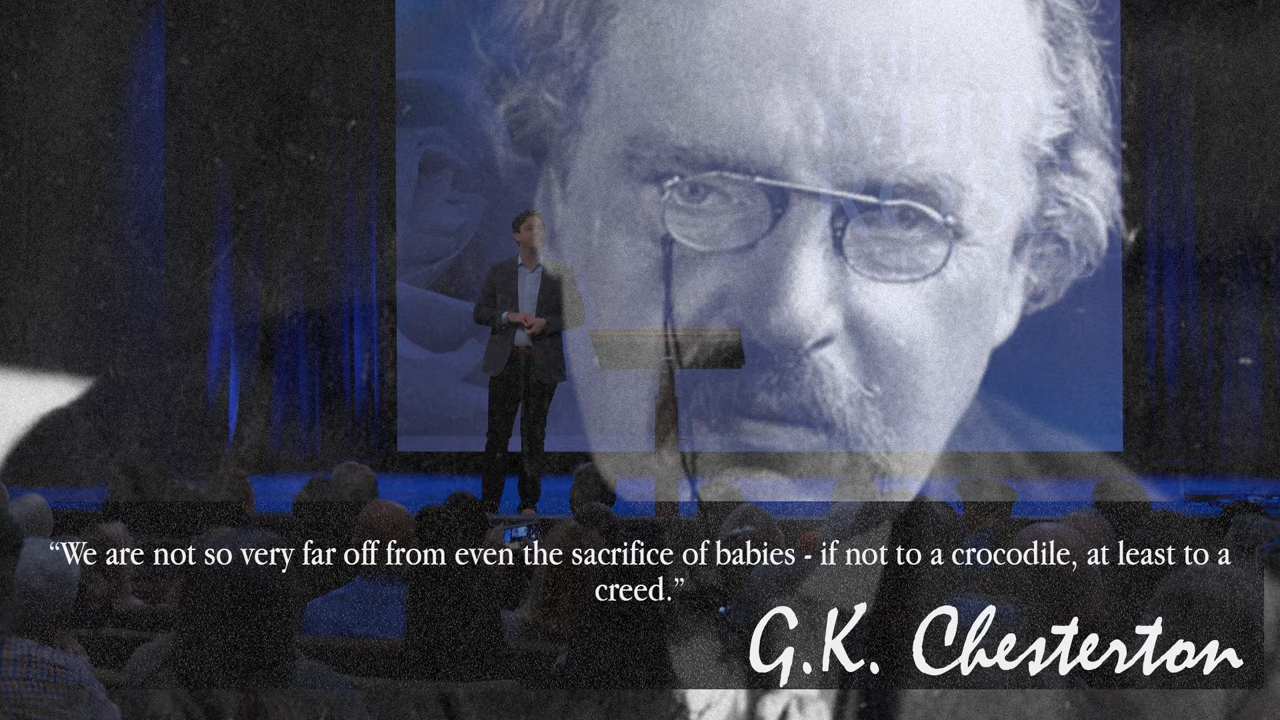 “We are not so very far off from even the sacrifice of babies - if not to a crocodile, at least to a
creed.”
G.K. Chesterton